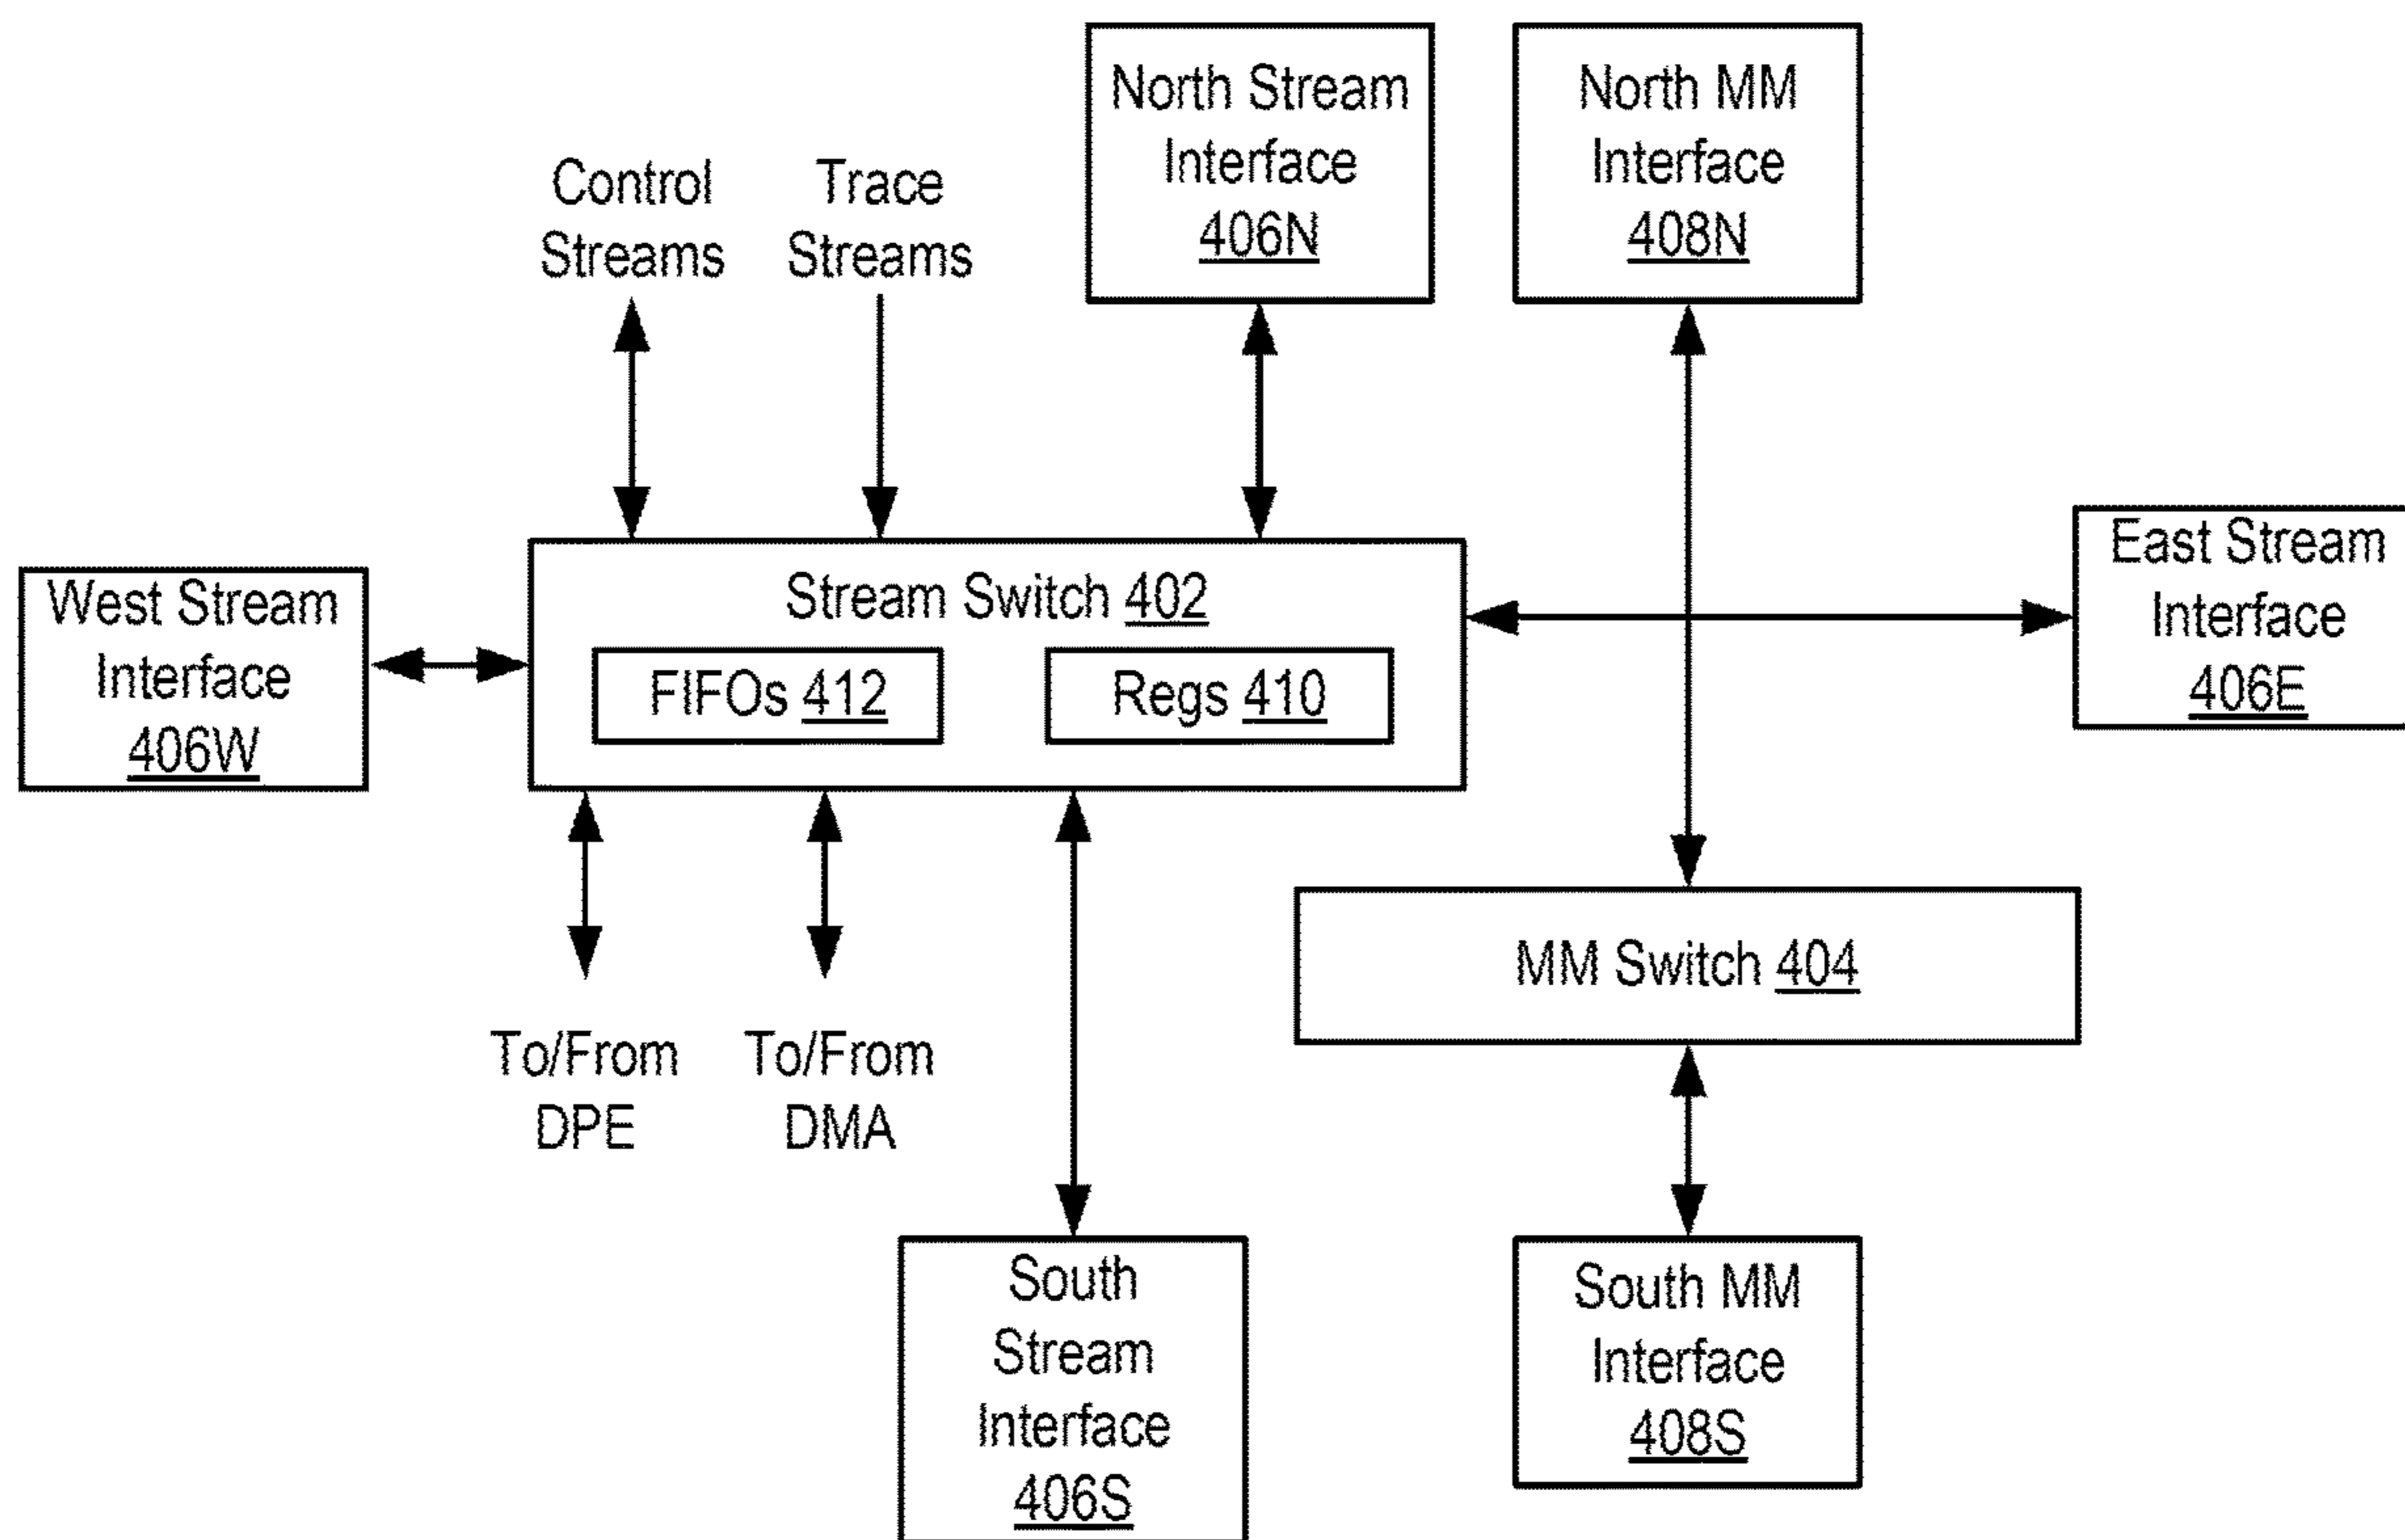 North Stream
Interface
406N
North MM
Interface
408N
Control
Streams
Trace
Streams
East Stream
Interface
406E
West Stream
Interface
406W
Stream Switch 402
FIFOs 412
Regs 410
MM Switch 404
To/From
DPE
To/From
DMA
South
Stream
Interface
406S
South MM
Interface
408S